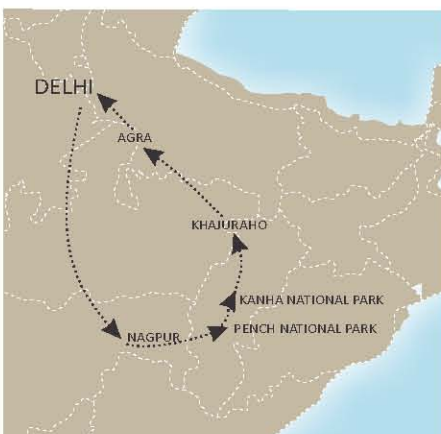 DELHI
AGRA
KHAJURAHO
KANHA NATIONAL PARK
PENCH NATIONAL PARK
NAGPUR